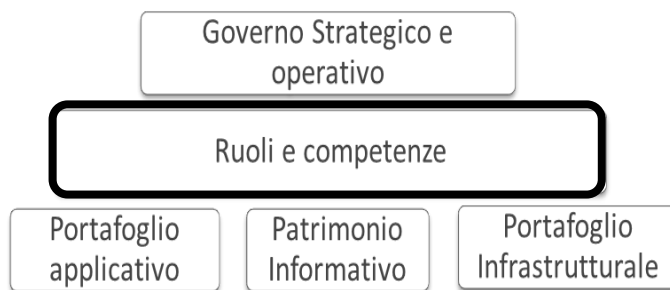 Governo Strategico e
operativo
Ruoli e competenze
Portafoglio
applicativo
Patrimonio
Informativo
Portafoglio
Infrastrutturale